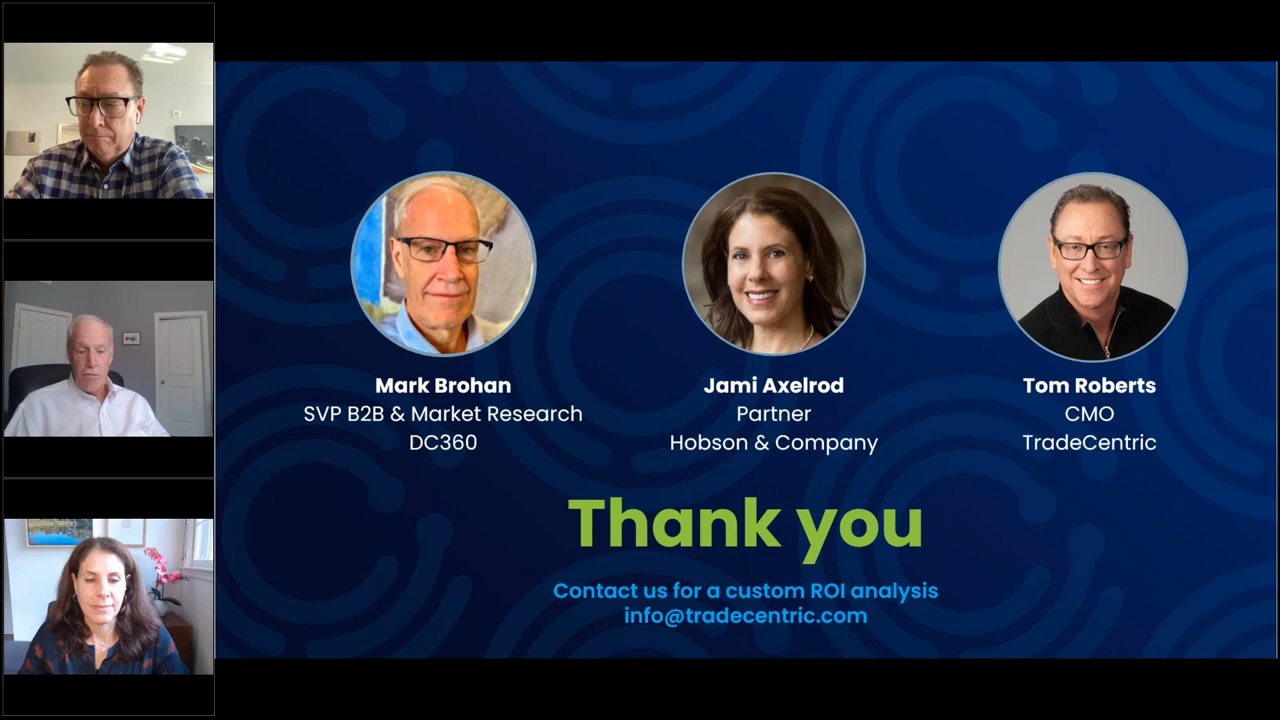 Mark Brohan
SVP B2B & Market Research
DC360
Jami Axelrod
Partner
Hobson & Company
Tom Roberts
CMO
TradeCentric
Thank you
Contact us for a custom ROI analysis
info@tradecentric.com